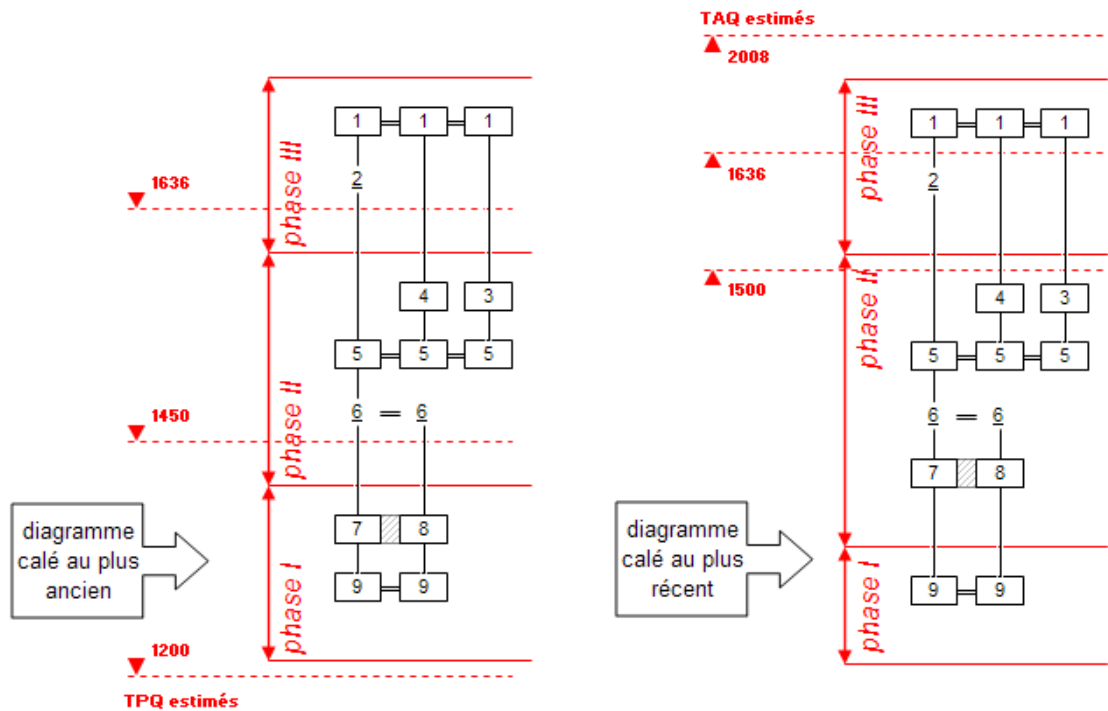 TAQ estimés
2008
1 1 1
2
1636
phase III
4 3
5 5 5
1450
6 6
phase II
diagramme
calé au plus
ancien
7 8
9 9
phase I
1200
TPQ estimés
1 1 1
2
1636
phase III
1500
4 3
5 5 5
6 6
phase II
7 8
diagramme
calé au plus
récent
9 9
phase I